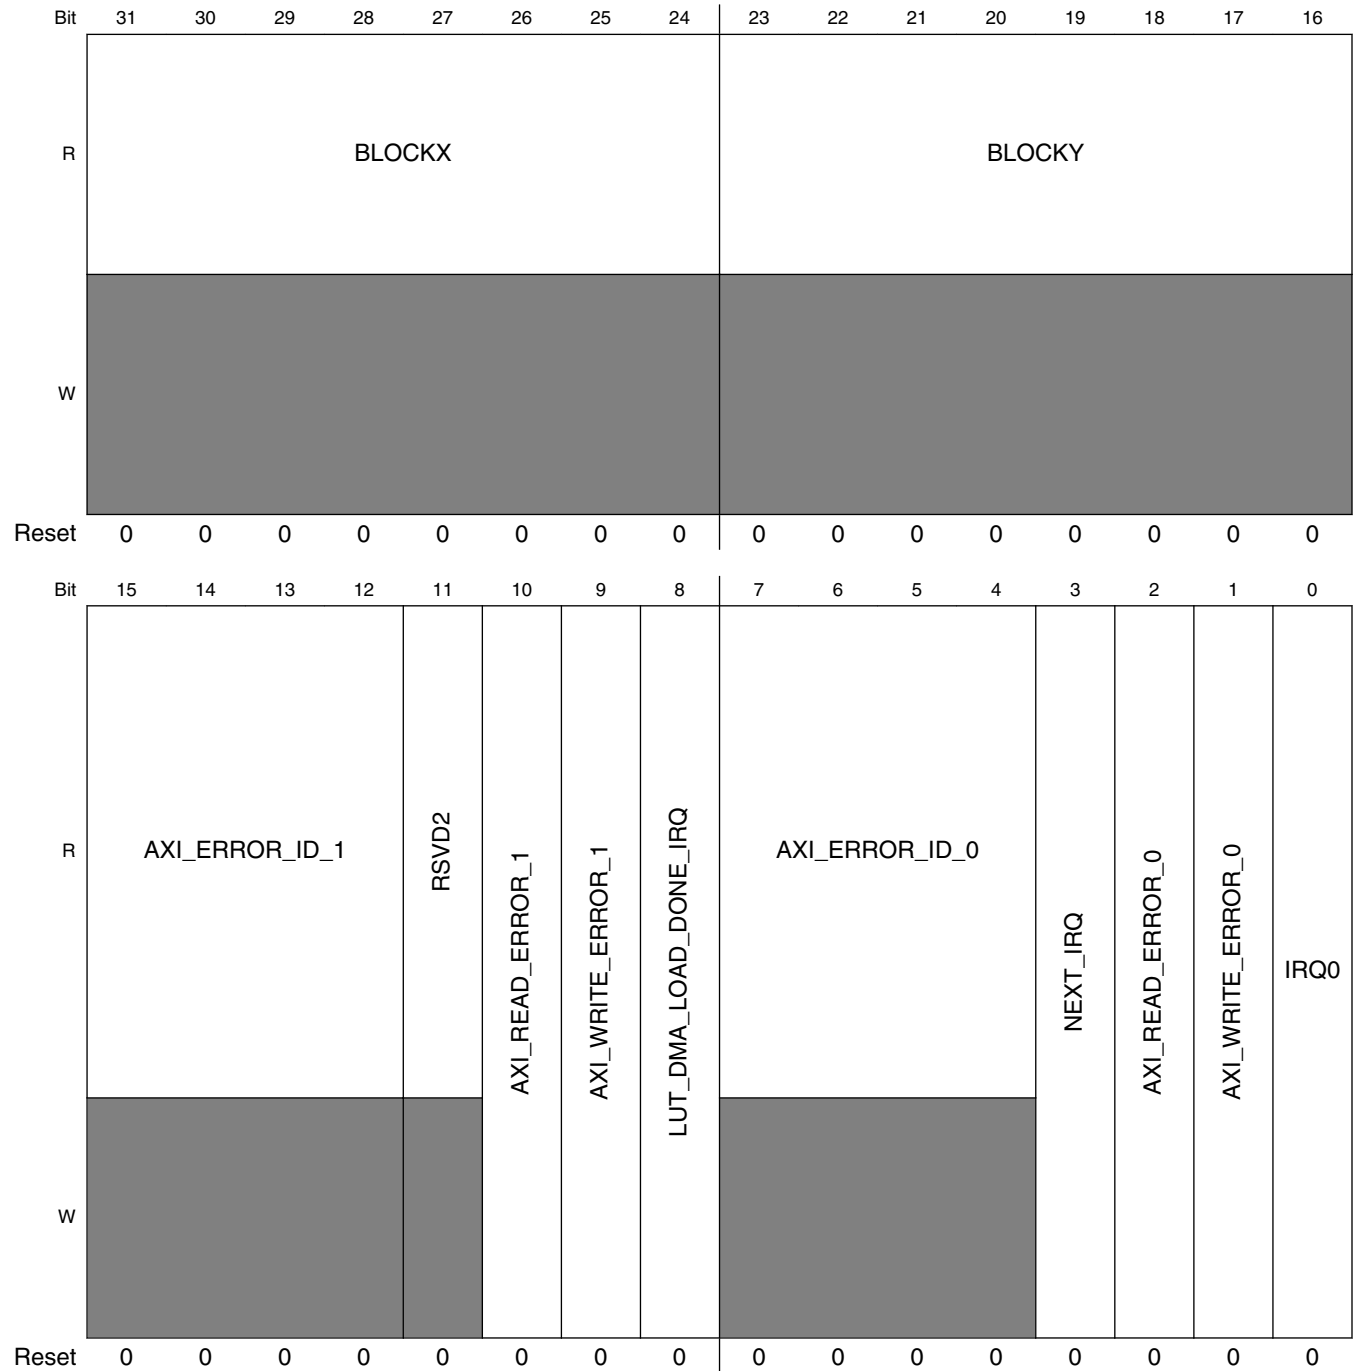 Bit 31 30 29 28 27 26 25 24 23 22 21 20 19 18 17 16
R BLOCKX BLOCKY
W
Reset 0 0 0 0 0 0 0 0 0 0 0 0 0 0 0 0
Bit 15 14 13 12 11 10 9 8 7 6 5 4 3 2 1 0
R AXI_ERROR_ID_1 RSVD2 AXI_READ_ERROR_1 AXI_WRITE_ERROR_1 LUT_DMA_LOAD_DONE_IRQ AXI_ERROR_ID_0 NEXT_IRQ AXI_READ_ERROR_0 AXI_WRITE_ERROR_0 IRQ0
W
Reset 0 0 0 0 0 0 0 0 0 0 0 0 0 0 0 0